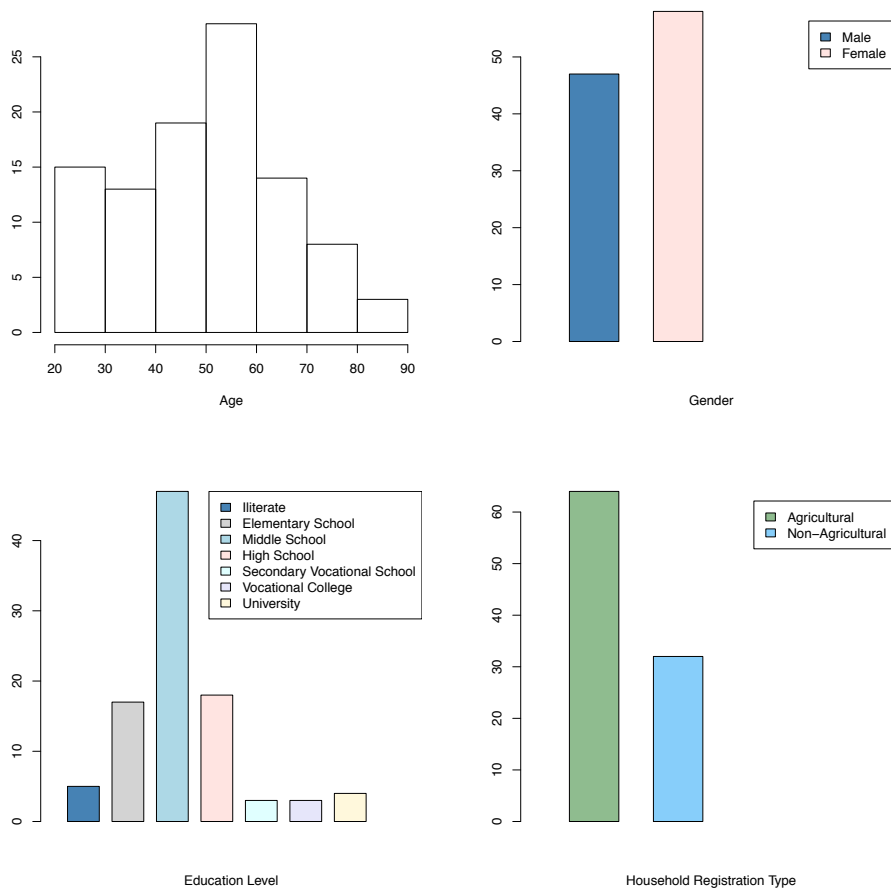 25
20
15
10
5
0
20 30 40 50 60 70 80 90
Age
50
40
30
20
10
0
Male
Female
Gender
40
30
20
10
0
Iliterate
Elementary School
Middle School
High School
Secondary Vocational School
Vocational College
University
Education Level
60
50
40
30
20
10
0
Agricultural
Non−Agricultural
Household Registration Type